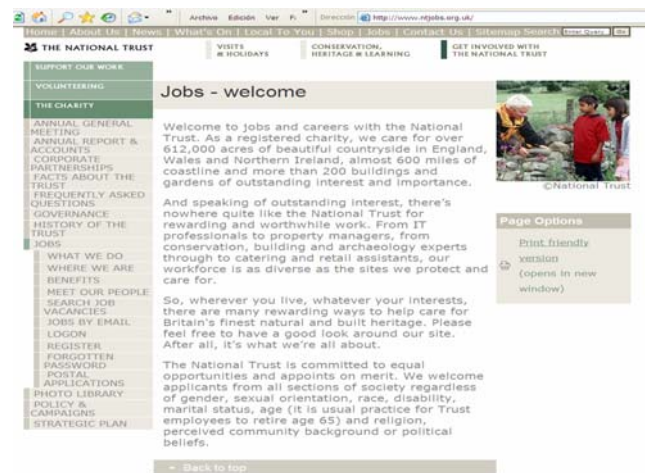 Archivo Edición Ver
Dirección http://www.ntjobs.org.uk/
Home | About Us | News | What's On | Local To You | Shop | Jobs | Contact Us | Sitemap Search Enter Query Go
THE NATIONAL TRUST
VISITS
& HOLIDAYS
CONSERVATION,
HERITAGE & LEARNING
GET INVOLVED WITH
THE NATIONAL TRUST
SUPPORT OUR WORK
VOLUNTEERING
THE CHARITY
ANNUAL GENERAL
MEETING
ANNUAL REPORT &
ACCOUNTS
CORPORATE
PARTNERSHIPS
FACTS ABOUT THE
TRUST
FREQUENTLY ASKED
QUESTIONS
GOVERNANCE
HISTORY OF THE
TRUST
JOBS
WHAT WE DO
WHERE WE ARE
BENEFITS
MEET OUR PEOPLE
SEARCH JOB
VACANCIES
JOBS BY EMAIL
LOGON
REGISTER
FORGOTTEN
PASSWORD
POSTAL
APPLICATIONS
PHOTO LIBRARY
POLICY &
CAMPAIGNS
STRATEGIC PLAN
Jobs - welcome
Welcome to jobs and careers with the National
Trust. As a registered charity, we care for over
612,000 acres of beautiful countryside in England,
Wales and Northern Ireland, almost 600 miles of
coastline and more than 200 buildings and
gardens of outstanding interest and importance.
And speaking of outstanding interest, there's
nowhere quite like the National Trust for
rewarding and worthwhile work. From IT
professionals to property managers, from
conservation, building and archaeology experts
through to catering and retail assistants, our
workforce is as diverse as the sites we protect and
care for.
So, wherever you live, whatever your interests,
there are many rewarding ways to help care for
Britain's finest natural and built heritage. Please
feel free to have a good look around our site.
After all, it's what we're all about.
The National Trust is committed to equal
opportunities and appoints on merit. We welcome
applicants from all sections of society regardless
of gender, sexual orientation, race, disability,
marital status, age (it is usual practice for Trust
employees to retire age 65) and religion,
perceived community background or political
beliefs.
Back to top
©National Trust
Page Options
Print friendly
version
(opens in new
window)